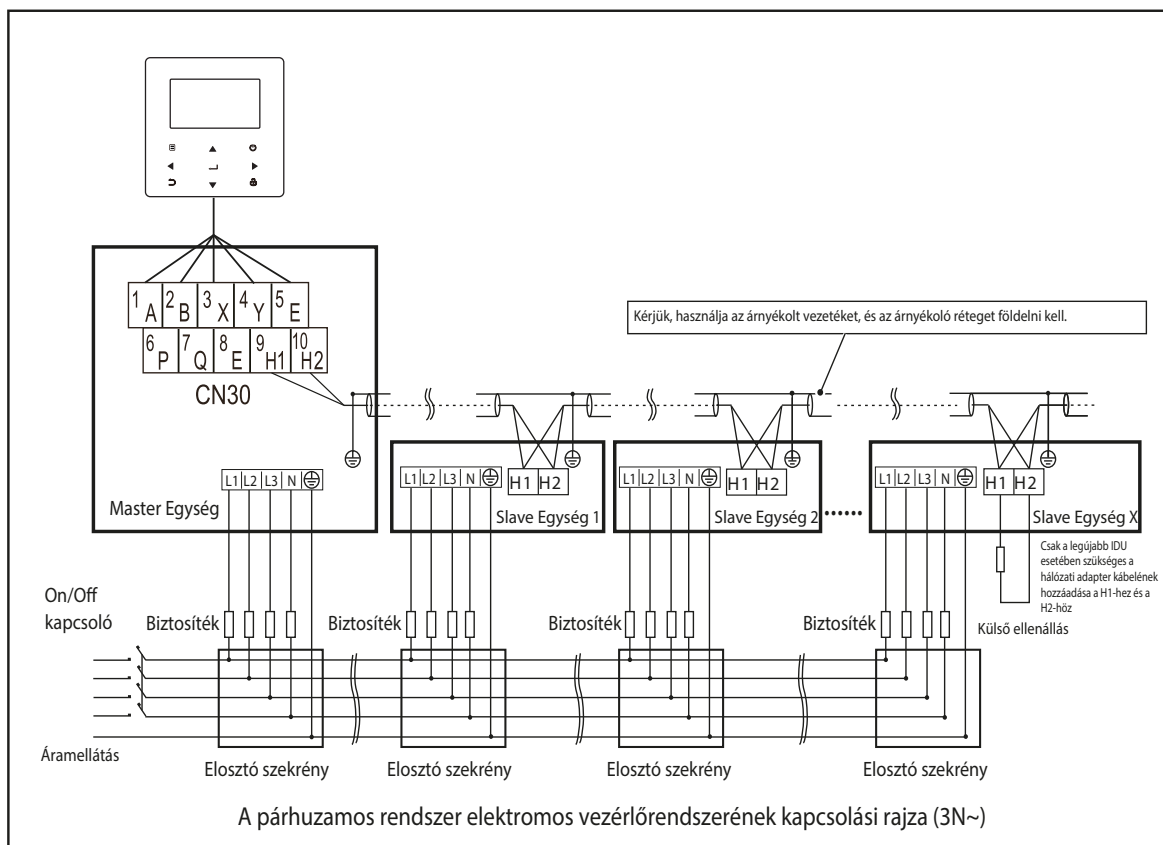 1 A 2 B 3 X 4 Y 5 E
6 P 7 Q 8 E 9 H1 10 H2
CN30
Kérjük, használja az árnyékolt vezetéket, és az árnyékoló réteget földelni kell.
L1 L2 L3 N
Master Egység
L1 L2 L3 N
H1 H2
Slave Egység 1
L1 L2 L3 N
H1 H2
Slave Egység 2
......
L1 L2 L3 N
H1 H2
Slave Egység X
Csak a legújabb IDU
esetében szükséges a
hálózati adapter kábelének
hozzáadása a H1-hez és a
H2-höz
Külső ellenállás
On/Off
kapcsoló
Biztosíték
Biztosíték
Biztosíték
Biztosíték
Áramellátás
Elosztó szekrény
Elosztó szekrény
Elosztó szekrény
Elosztó szekrény
A párhuzamos rendszer elektromos vezérlőrendszerének kapcsolási rajza (3N~)